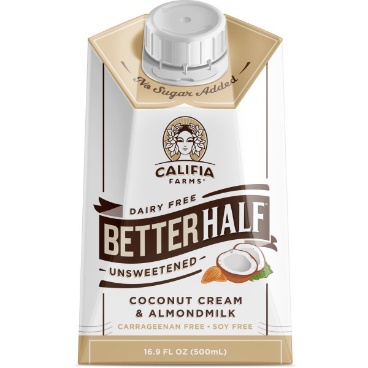 No Sugar Added
CALIFIA
FARMS®
DAIRY FREE
BETTER HALF
UNSWEETENED
COCONUT CREAM
& ALMONDMILK
CARRAGEENAN FREE • SOY FREE
16.9 FL OZ (500mL)